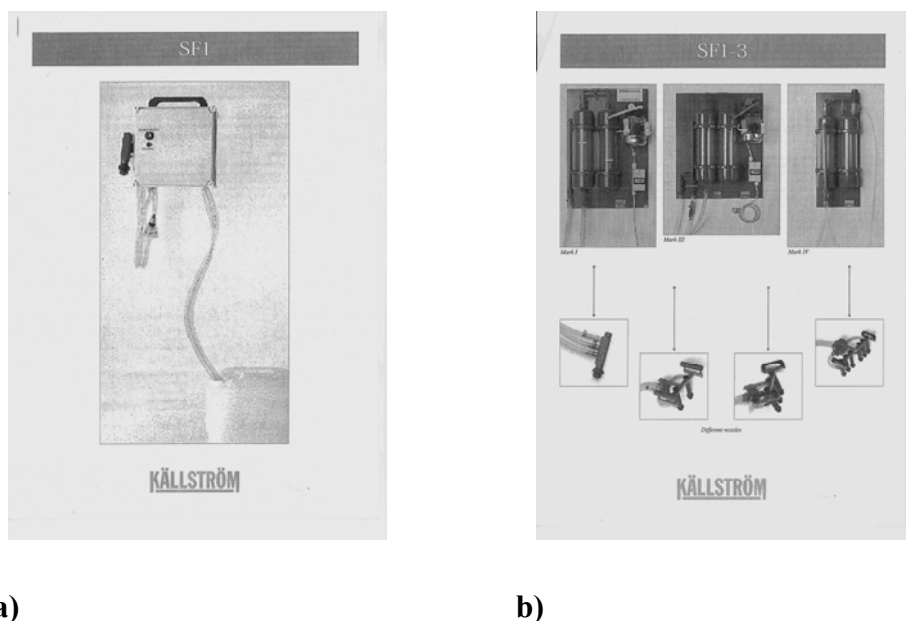 SF1
KÄLLSTRÖM
SF1-3
Mark I
Mark III
Mark IV
Different nozzles
KÄLLSTRÖM
a)
b)